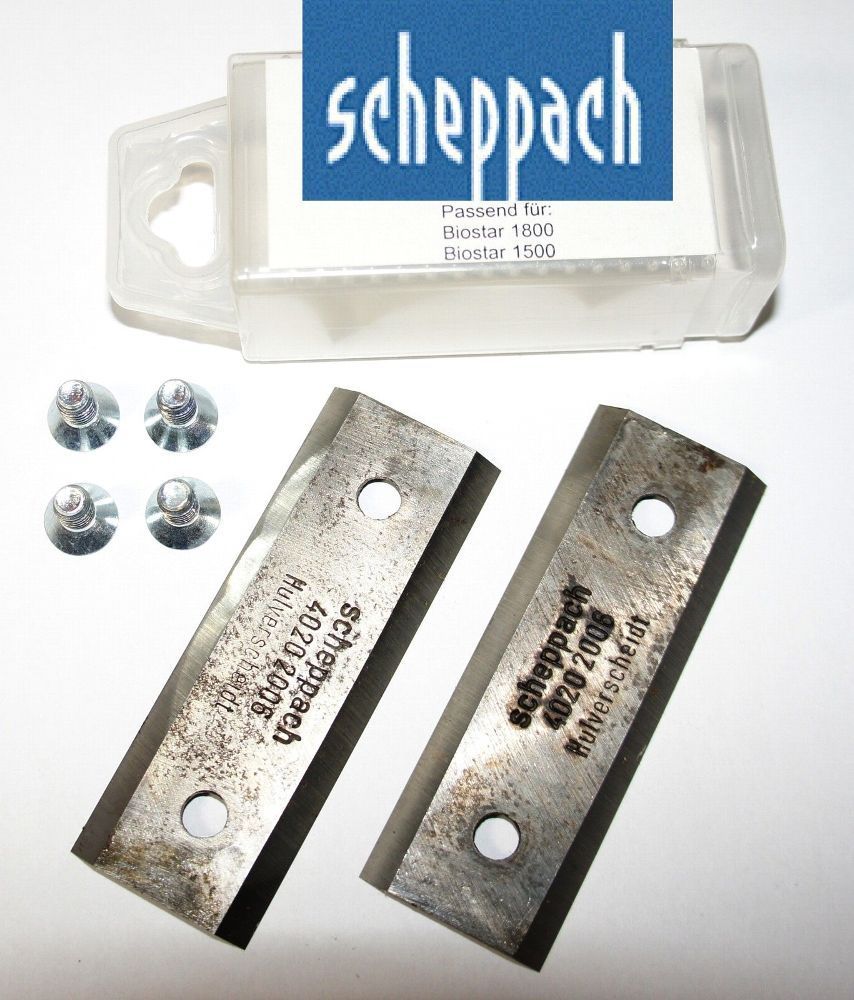 scheppach
Passend für:
Biostar 1800
Biostar 1500
scheppach
4020 2006
Hulverscheidt
scheppach
4020 2006
Hulverscheidt